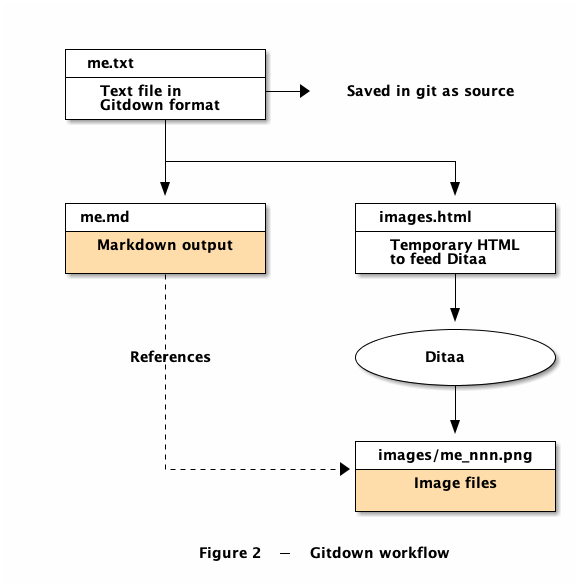 me.txt
Text file in
Gitdown format
Saved in git as source
me.md
Markdown output
images.html
Temporary HTML
to feed Ditaa
References
Ditaa
images/me_nnn.png
Image files
Figure 2 — Gitdown workflow